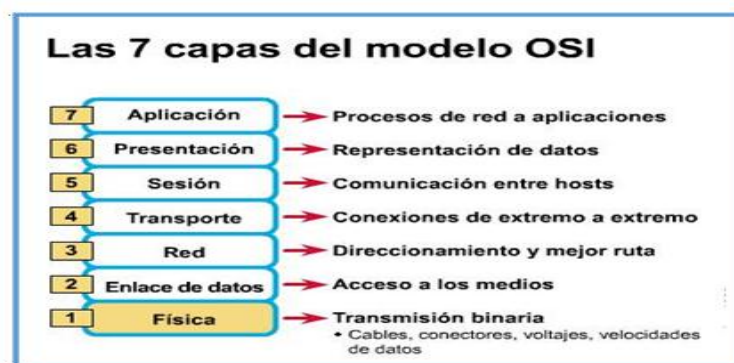 Las 7 capas del modelo OSI
7 Aplicación Procesos de red a aplicaciones
6 Presentación Representación de datos
5 Sesión Comunicación entre hosts
4 Transporte Conexiones de extremo a extremo
3 Red Direccionamiento y mejor ruta
2 Enlace de datos Acceso a los medios
1 Física Transmisión binaria
• Cables, conectores, voltajes, velocidades
de datos